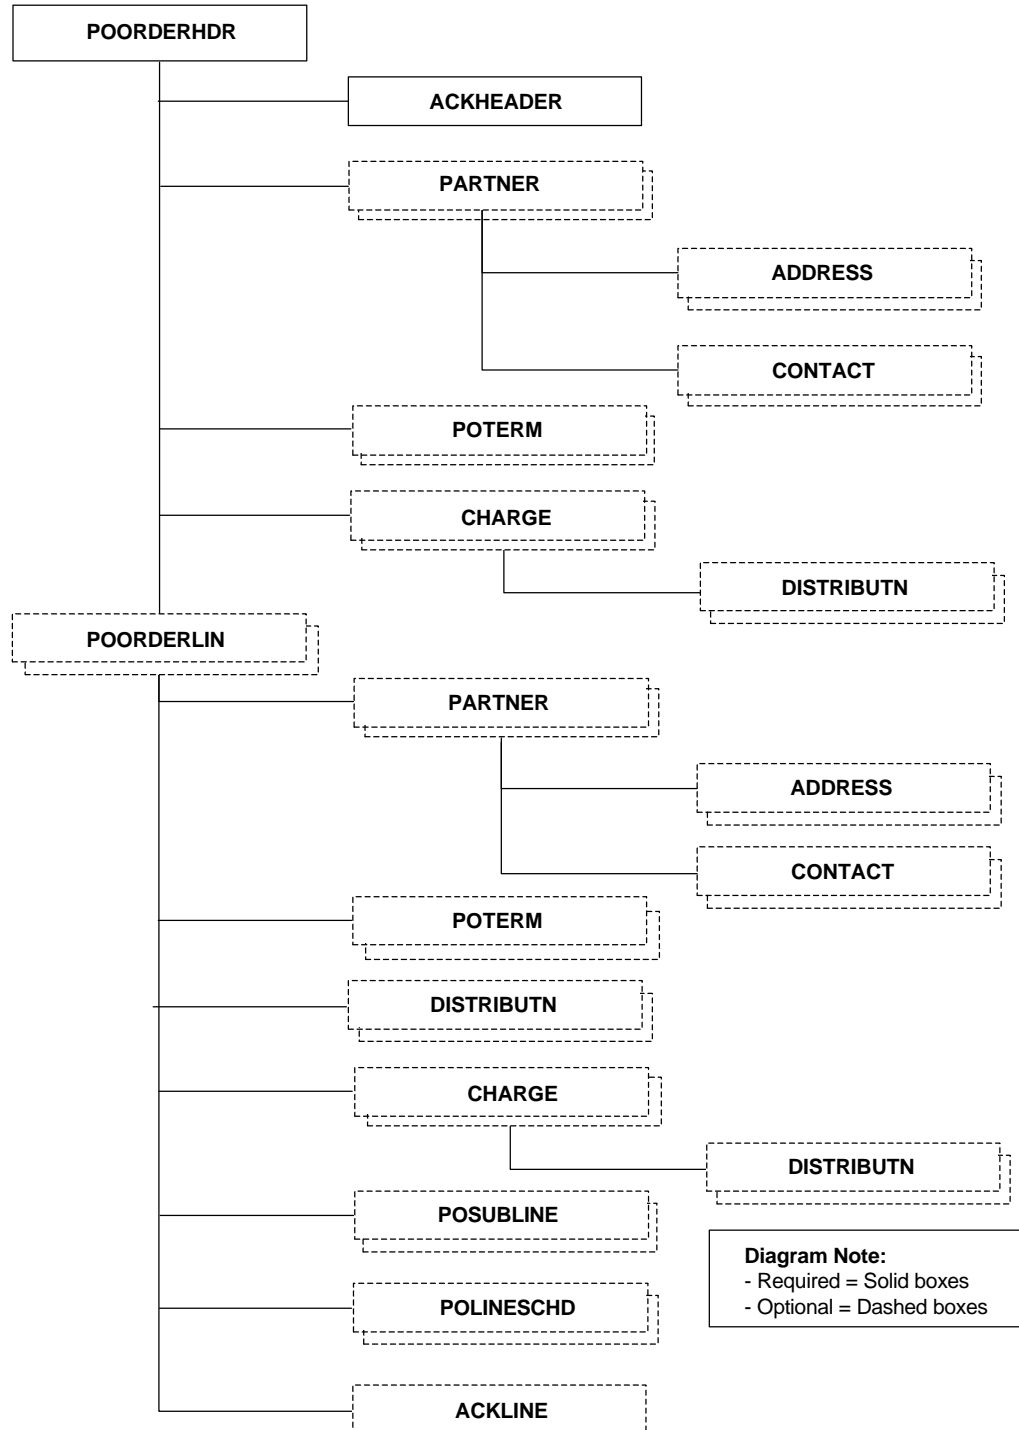 POORDERHDR
ACKHEADER
PARTNER
ADDRESS
CONTACT
POTERM
CHARGE
DISTRIBUTN
POORDERLIN
PARTNER
ADDRESS
CONTACT
POTERM
DISTRIBUTN
CHARGE
DISTRIBUTN
POSUBLINE
Diagram Note:
- Required = Solid boxes
- Optional = Dashed boxes
POLINESCHD
ACKLINE